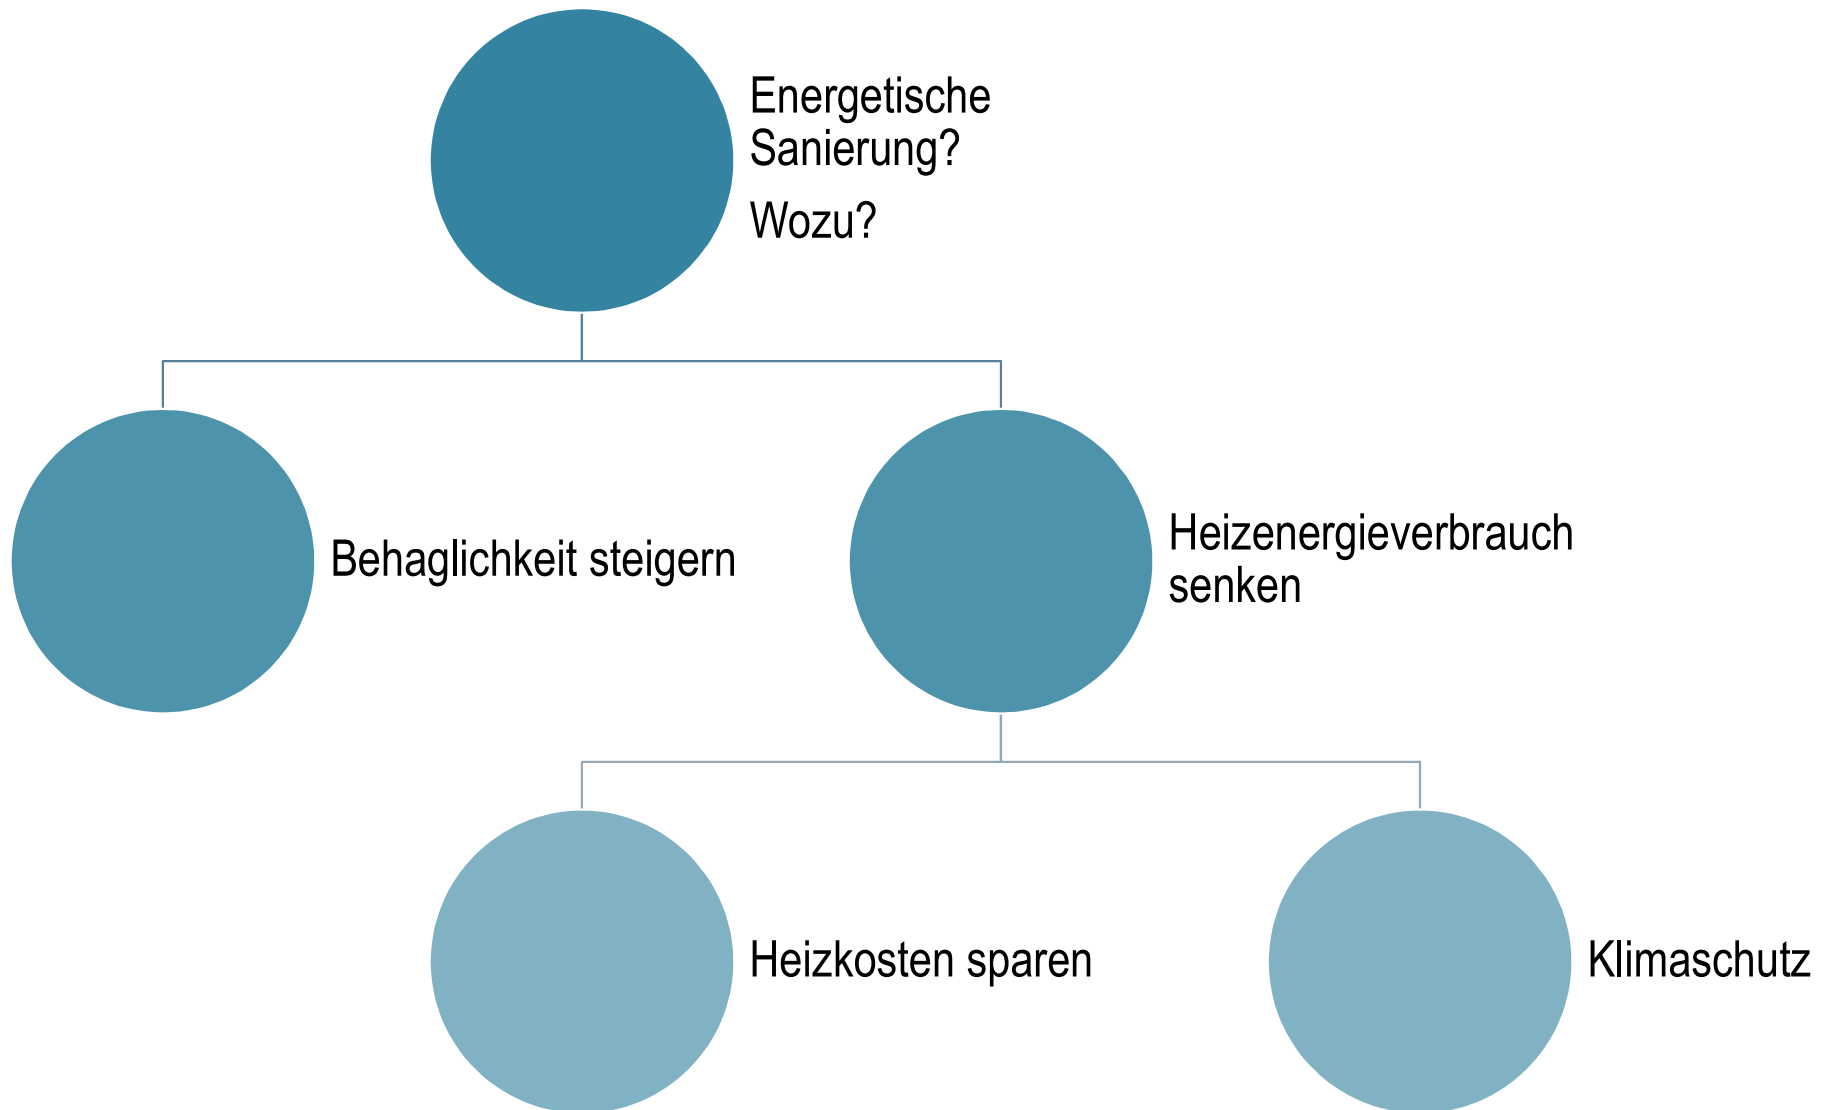 Energetische
Sanierung?
Wozu?
Behaglichkeit steigern
Heizenergieverbrauch
senken
Heizkosten sparen
Klimaschutz